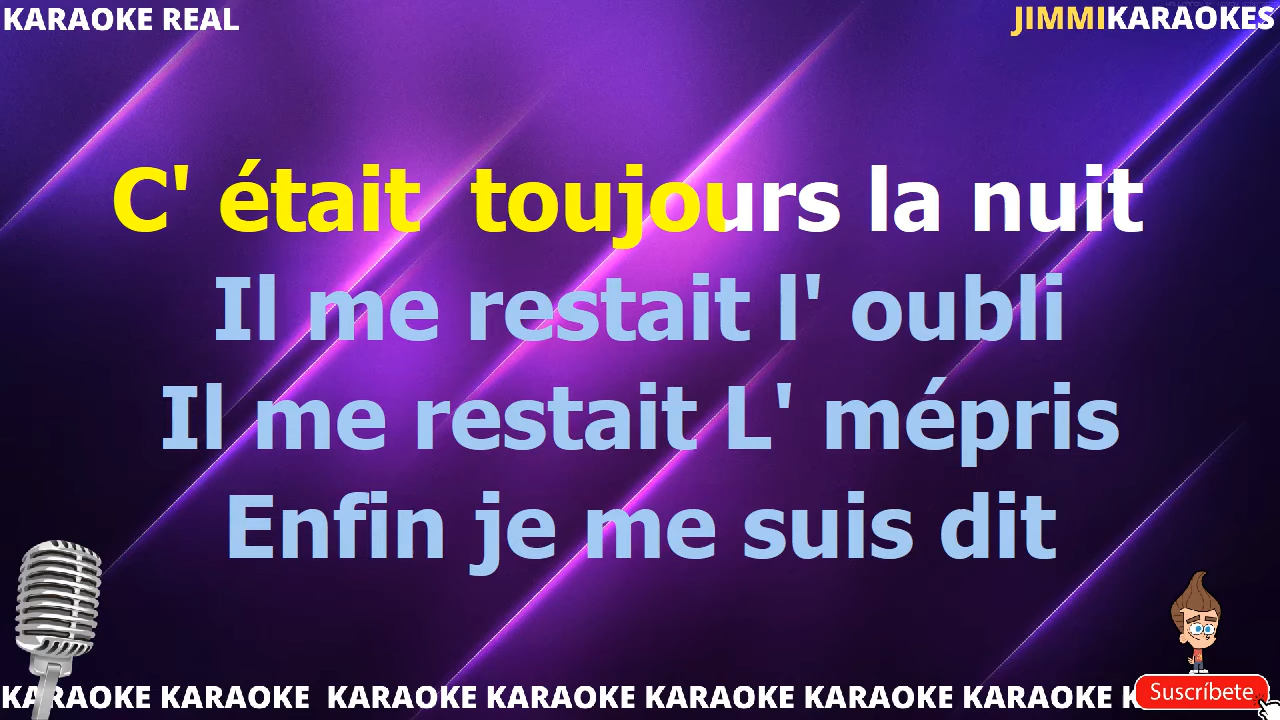 KARAOKE REAL
JIMMIKARAOKES
C' était  toujours la nuit
Il me restait l' oubli
Il me restait L' mépris
Enfin je me suis dit
KARAOKE KARAOKE  KARAOKE KARAOKE KARAOKE KARAOKE KARAOKE K
Suscríbete